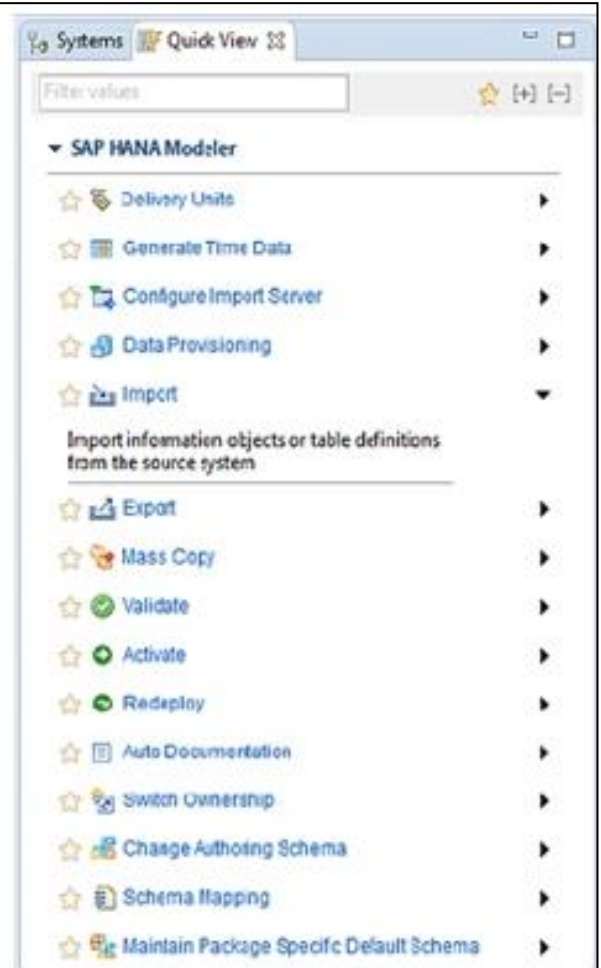 Systems Quick View
Filter values
[+] [-]
SAP HANA Modeler
Delivery Units
Generate Time Data
Configure Import Server
Data Provisioning
Import
Import information objects or table definitions
from the source system
Export
Mass Copy
Validate
Activate
Redeploy
Auto Documentation
Switch Ownership
Change Authoring Schema
Schema Mapping
Maintain Package Specific Default Schema